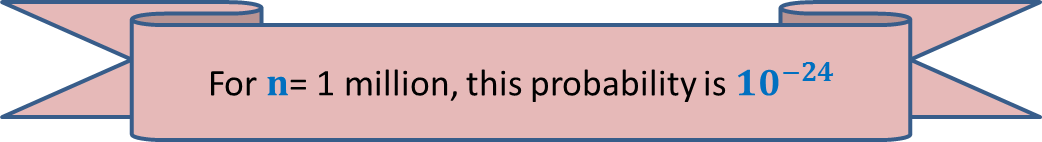 For n= 1 million, this probability is 10⁻²⁴